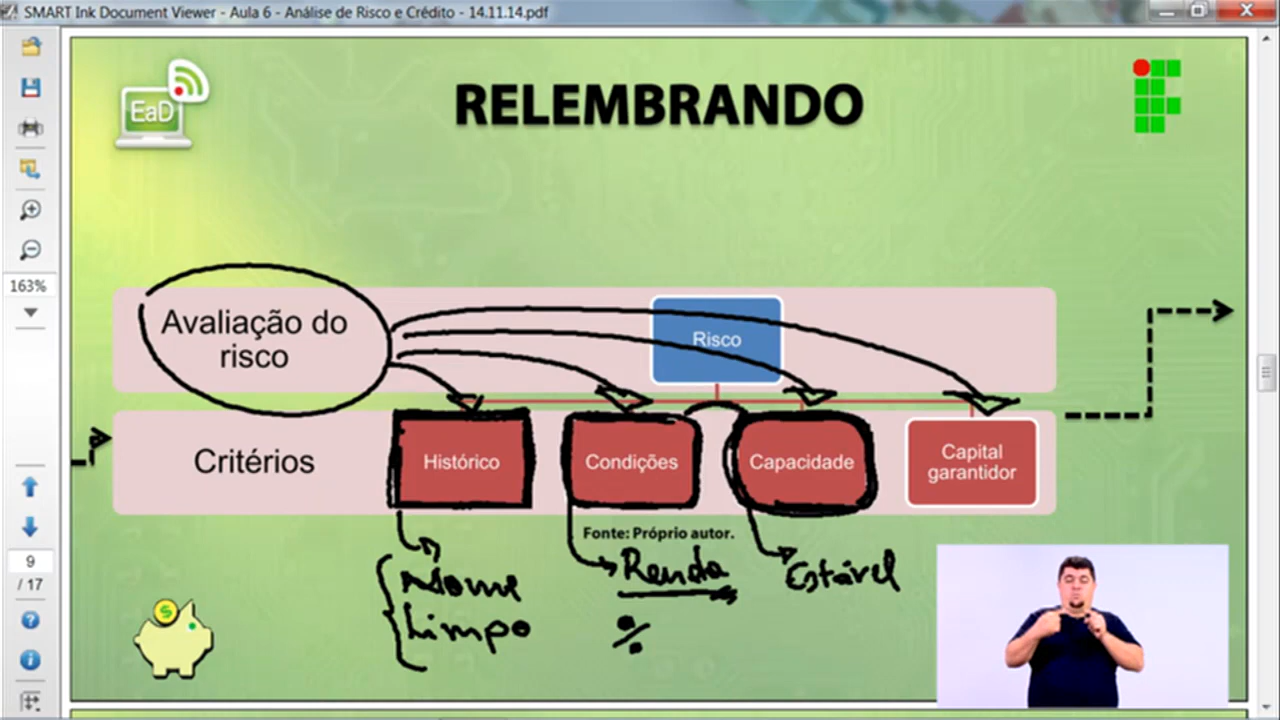 SMART Ink Document Viewer - Aula 6 - Análise de Risco e Crédito - 14.11.14.pdf
EaD
RELEMBRANDO
163%
Avaliação do
risco
Risco
Critérios
Histórico
Condições
Capacidade
Capital
garantidor
Fonte: Próprio autor.
Nome
Limpo
Renda
%
Estável
9
/ 17